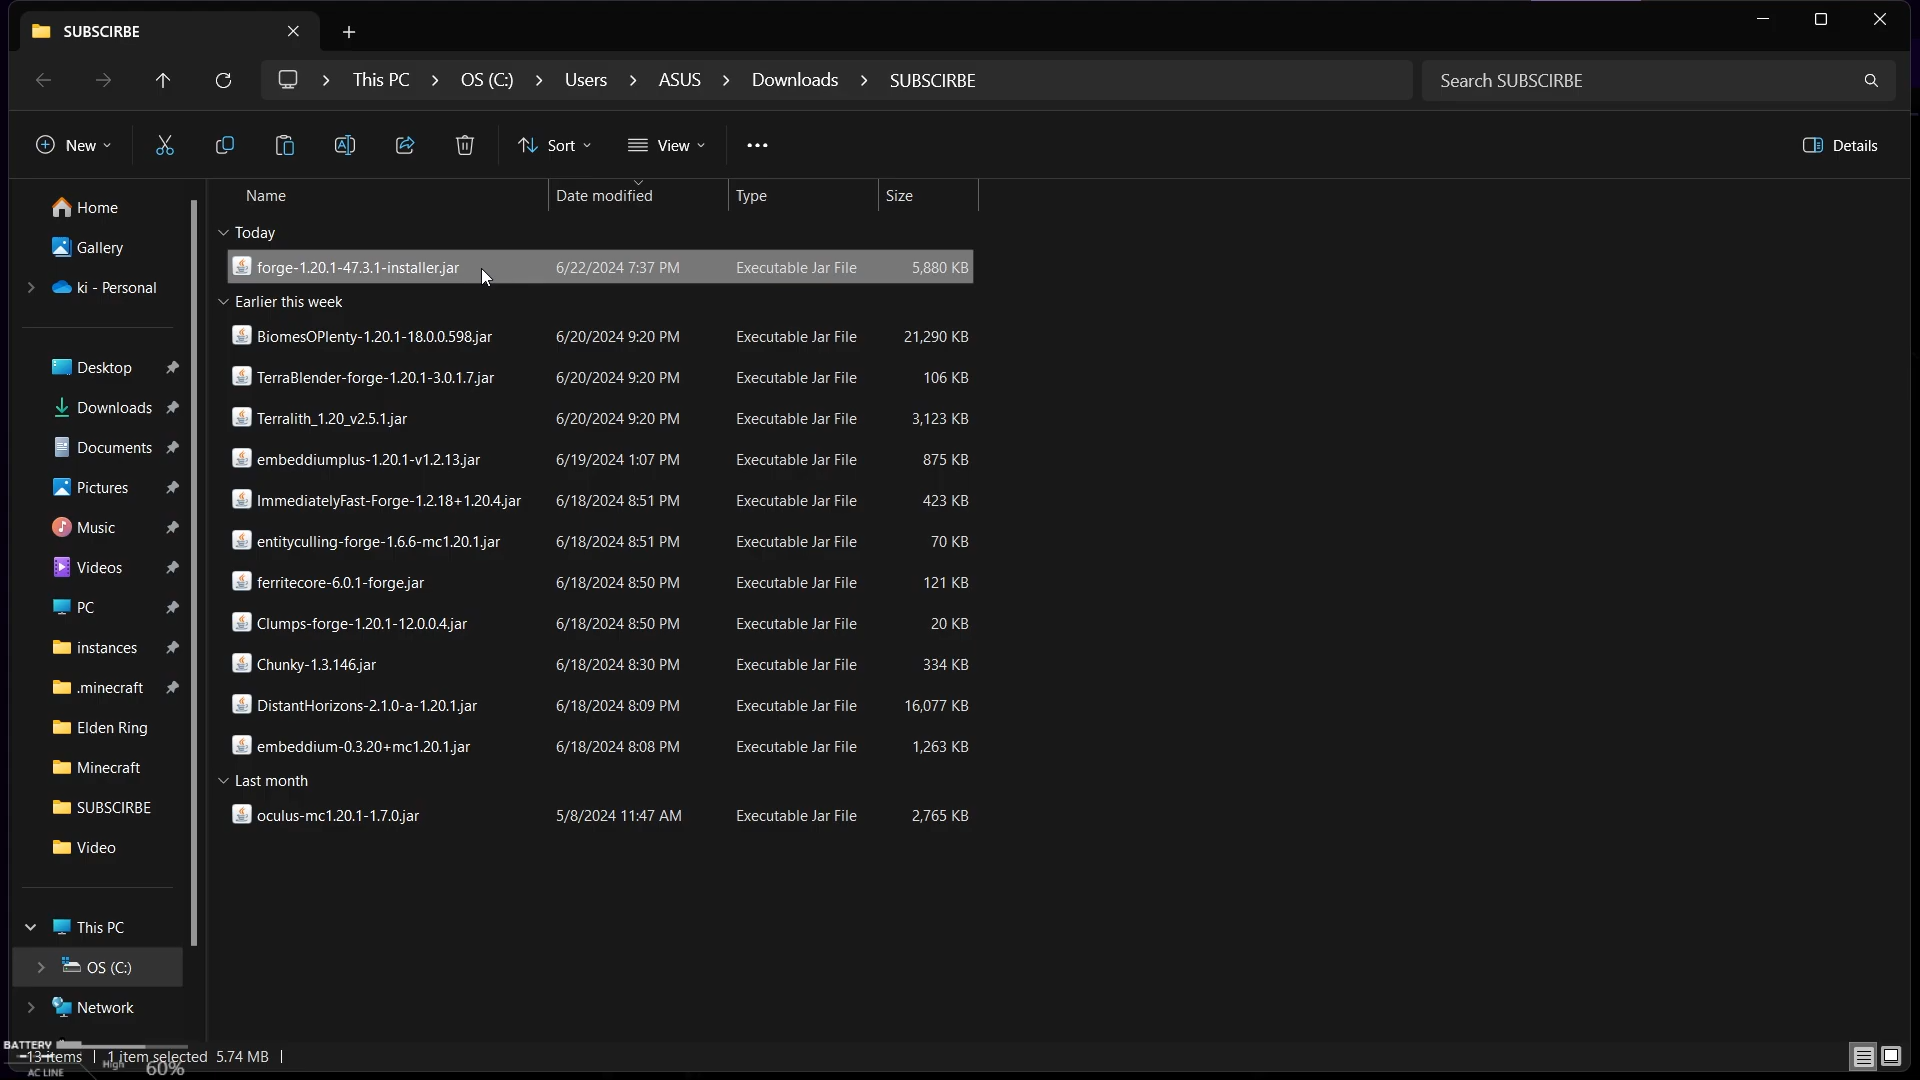 SUBSCIRBE
This PC > OS (C:) > Users > ASUS > Downloads > SUBSCIRBE
Search SUBSCIRBE
New
Sort
View
Details
Home
Gallery
ki - Personal
Desktop
Downloads
Documents
Pictures
Music
Videos
PC
instances
.minecraft
Elden Ring
Minecraft
SUBSCIRBE
Video
This PC
OS (C:)
Network
Name Date modified Type Size
Today
forge-1.20.1-47.3.1-installer.jar 6/22/2024 7:37 PM Executable Jar File 5,880 KB
Earlier this week
BiomesOPlenty-1.20.1-18.0.0.598.jar 6/20/2024 9:20 PM Executable Jar File 21,290 KB
TerraBlender-forge-1.20.1-3.0.1.7.jar 6/20/2024 9:20 PM Executable Jar File 106 KB
Terralith_1.20_v2.5.1.jar 6/20/2024 9:20 PM Executable Jar File 3,123 KB
embeddiumplus-1.20.1-v1.2.13.jar 6/19/2024 1:07 PM Executable Jar File 875 KB
ImmediatelyFast-Forge-1.2.18+1.20.4.jar 6/18/2024 8:51 PM Executable Jar File 423 KB
entityculling-forge-1.6.6-mc1.20.1.jar 6/18/2024 8:51 PM Executable Jar File 70 KB
ferritecore-6.0.1-forge.jar 6/18/2024 8:50 PM Executable Jar File 121 KB
Clumps-forge-1.20.1-12.0.0.4.jar 6/18/2024 8:50 PM Executable Jar File 20 KB
Chunky-1.3.146.jar 6/18/2024 8:30 PM Executable Jar File 334 KB
DistantHorizons-2.1.0-a-1.20.1.jar 6/18/2024 8:09 PM Executable Jar File 16,077 KB
embeddium-0.3.20+mc1.20.1.jar 6/18/2024 8:08 PM Executable Jar File 1,263 KB
Last month
oculus-mc1.20.1-1.7.0.jar 5/8/2024 11:47 AM Executable Jar File 2,765 KB
BATTERY
13 items 1 item selected 5.74 MB
High 60%
AC LINE